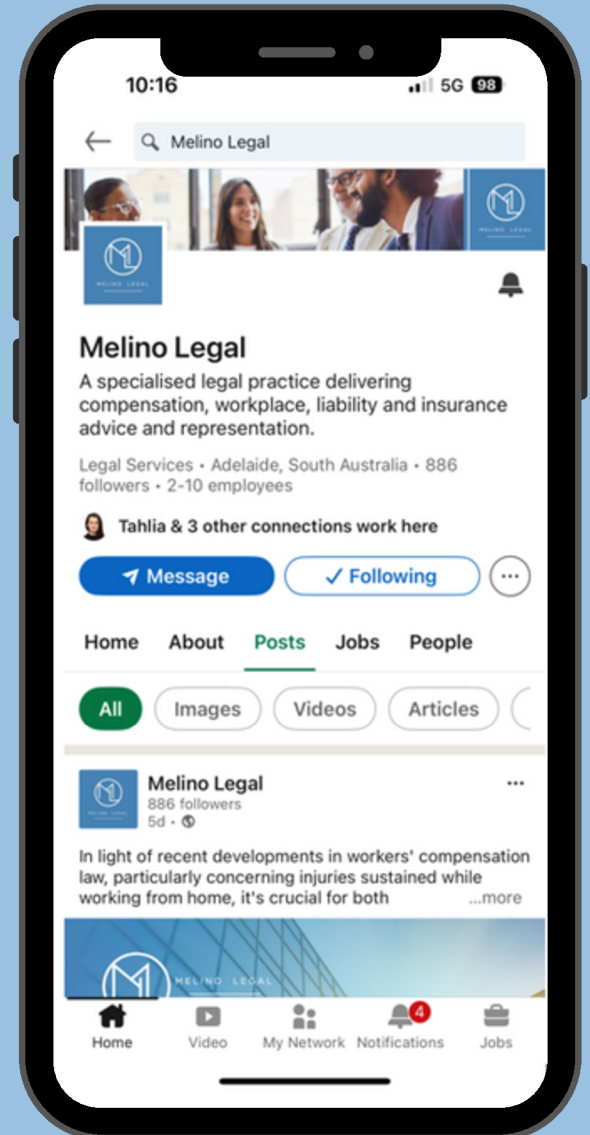 10:16
5G 98
Melino Legal
MELINO LEGAL
MELINO LEGAL
Melino Legal
A specialised legal practice delivering
compensation, workplace, liability and insurance
advice and representation.
Legal Services • Adelaide, South Australia • 886
followers • 2-10 employees
Tahlia & 3 other connections work here
Message
Following
Home About Posts Jobs People
All Images Videos Articles
Melino Legal
886 followers
5d •
MELINO LEGAL
In light of recent developments in workers' compensation
law, particularly concerning injuries sustained while
working from home, it's crucial for both ...more
MELINO LEGAL
4
Home Video My Network Notifications Jobs